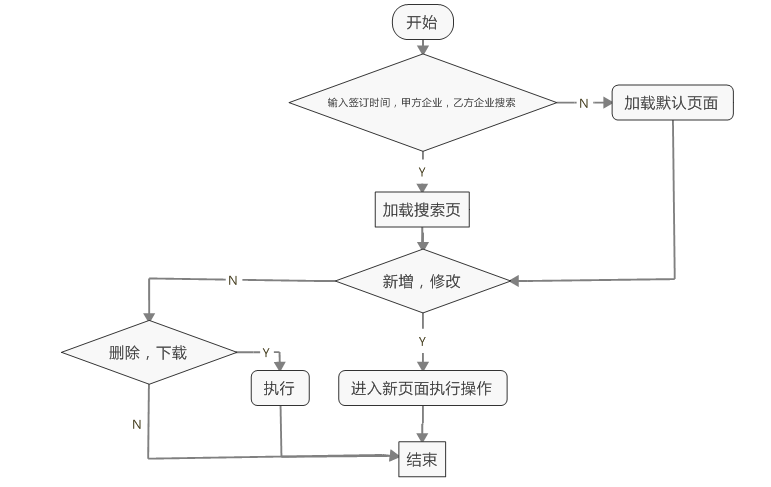 开始
输入签订时间，甲方企业，乙方企业搜索
N
加载默认页面
Y
加载搜索页
新增，修改
N
Y
删除，下载
Y
执行
进入新页面执行操作
N
结束